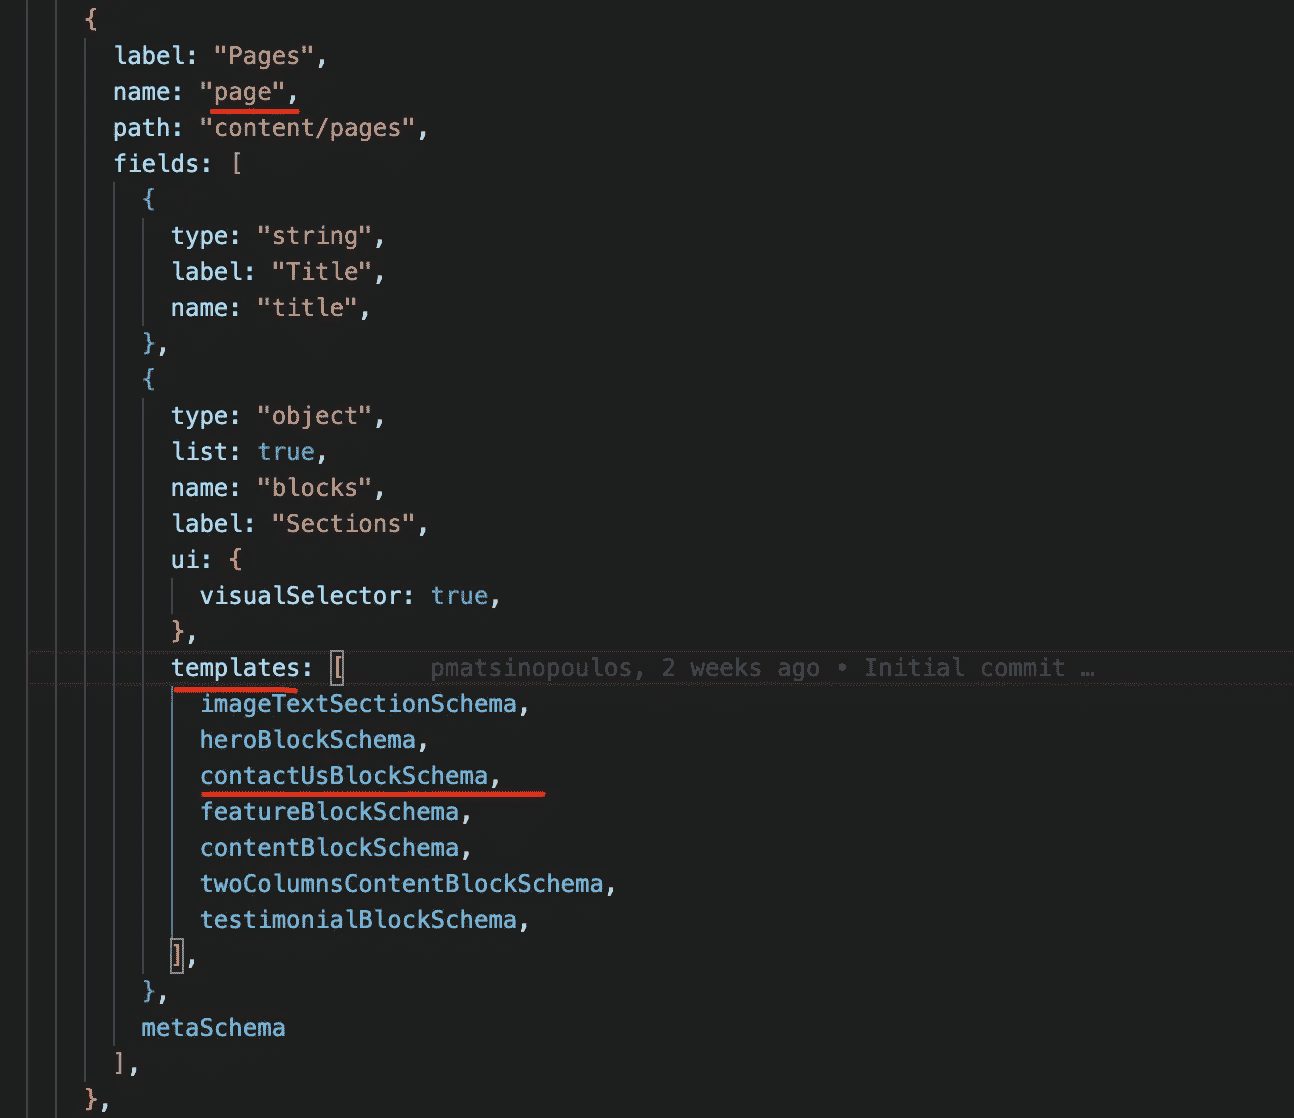 {
label: "Pages",
name: "page",
path: "content/pages",
fields: [
{
type: "string",
label: "Title",
name: "title",
},
{
type: "object",
list: true,
name: "blocks",
label: "Sections",
ui: {
visualSelector: true,
},
templates: [ pmatsinopoulos, 2 weeks ago • Initial commit …
imageTextSectionSchema,
heroBlockSchema,
contactUsBlockSchema,
featureBlockSchema,
contentBlockSchema,
twoColumnsContentBlockSchema,
testimonialBlockSchema,
],
},
metaSchema
],
},